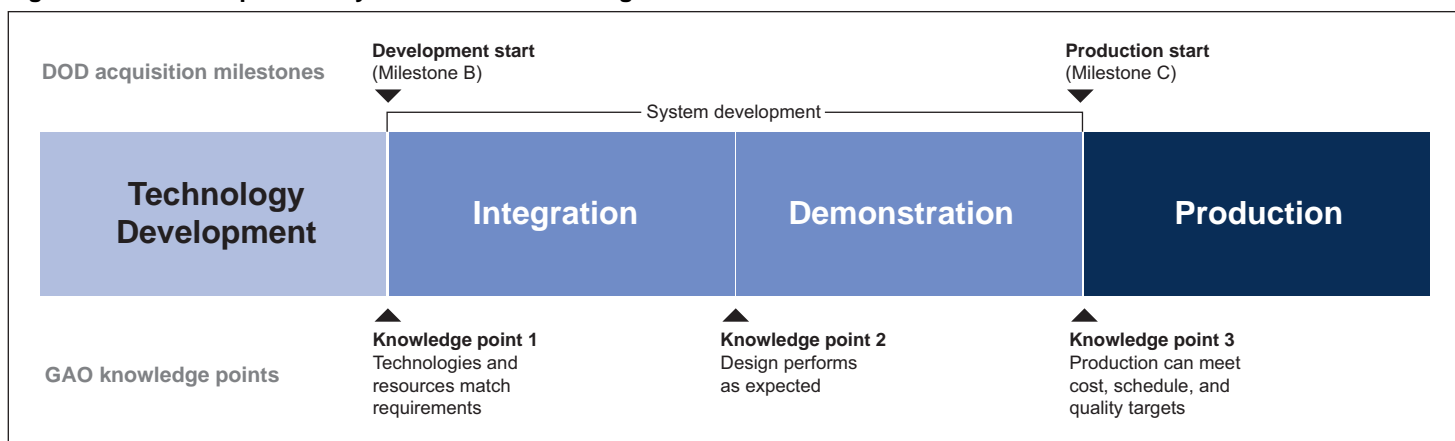 Development start
(Milestone B)
Production start
(Milestone C)
DOD acquisition milestones
System development
Technology
Development
Integration
Demonstration
Production
Knowledge point 1
Technologies and
resources match
requirements
Knowledge point 2
Design performs
as expected
Knowledge point 3
Production can meet
cost, schedule, and
quality targets
GAO knowledge points